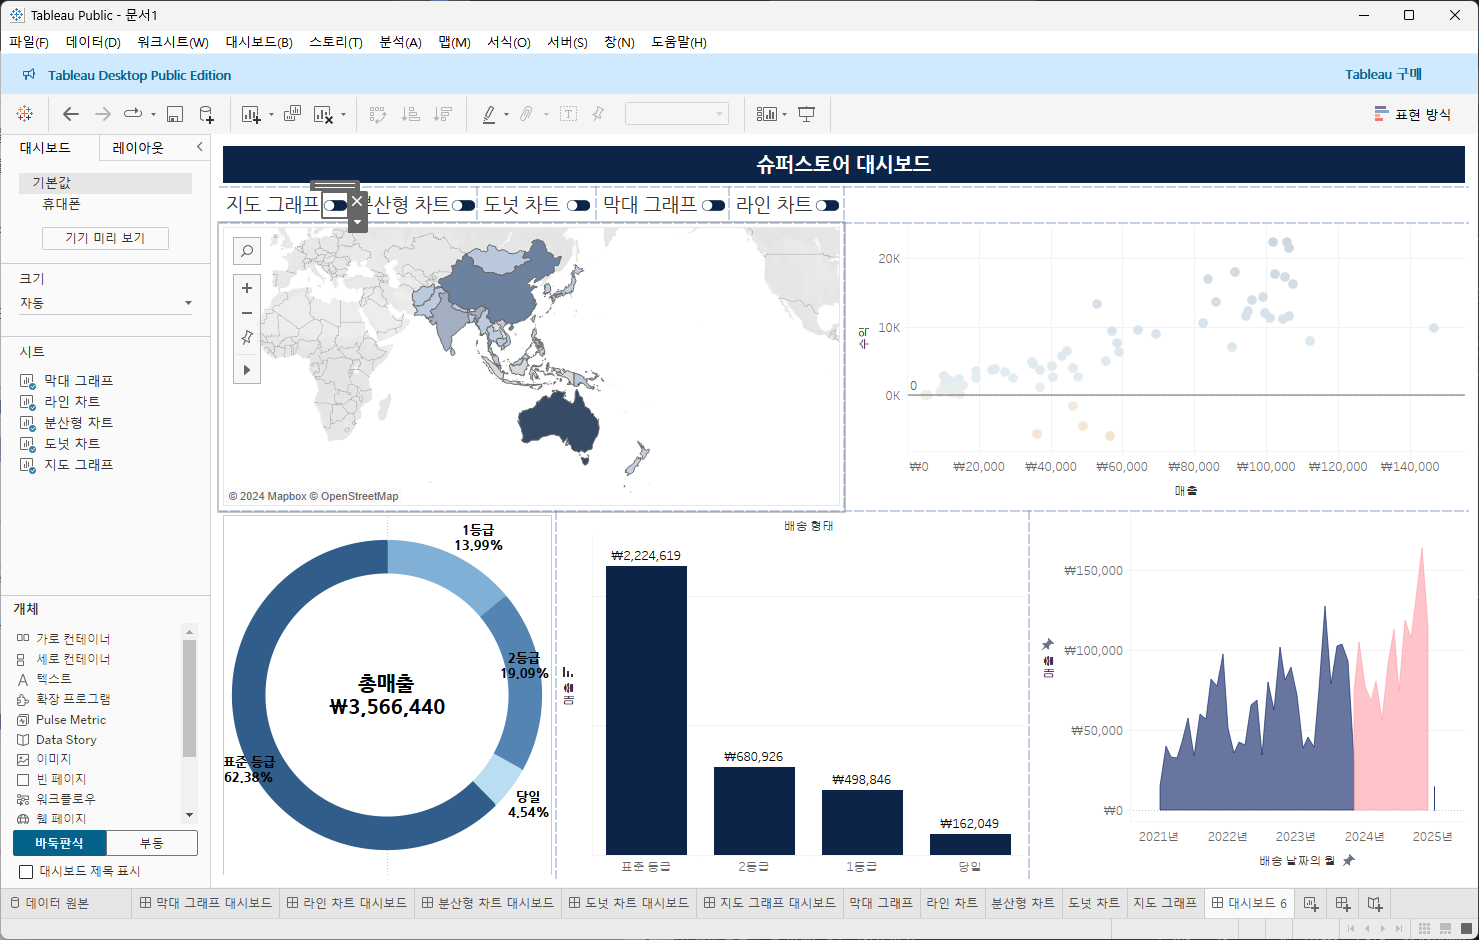 Tableau Public - 문서1
파일(F) 데이터(D) 워크시트(W) 대시보드(B) 스토리(T) 분석(A) 맵(M) 서식(O) 서버(S) 창(N) 도움말(H)
Tableau Desktop Public Edition
Tableau 구매
표현 방식
대시보드
레이아웃
기본값
휴대폰
기기 미리 보기
크기
자동
시트
막대 그래프
라인 차트
분산형 차트
도넛 차트
지도 그래프
개체
가로 컨테이너
세로 컨테이너
텍스트
확장 프로그램
Pulse Metric
Data Story
이미지
빈 페이지
워크플로우
웹 페이지
바둑판식
부동
대시보드 제목 표시
슈퍼스토어 대시보드
지도 그래프
분산형 차트
도넛 차트
막대 그래프
라인 차트
© 2024 Mapbox © OpenStreetMap
수익
20K
10K
0
0K
₩0 ₩20,000 ₩40,000 ₩60,000 ₩80,000 ₩100,000 ₩120,000 ₩140,000
매출
1등급
13.99%
2등급
19.09%
총매출
₩3,566,440
표준 등급
62.38%
당일
4.54%
배송 형태
매출
₩2,224,619
₩680,926
₩498,846
₩162,049
표준 등급 2등급 1등급 당일
매출
₩150,000
₩100,000
₩50,000
₩0
2021년 2022년 2023년 2024년 2025년
배송 날짜의 월
데이터 원본
막대 그래프 대시보드
라인 차트 대시보드
분산형 차트 대시보드
도넛 차트 대시보드
지도 그래프 대시보드
막대 그래프
라인 차트
분산형 차트
도넛 차트
지도 그래프
대시보드 6